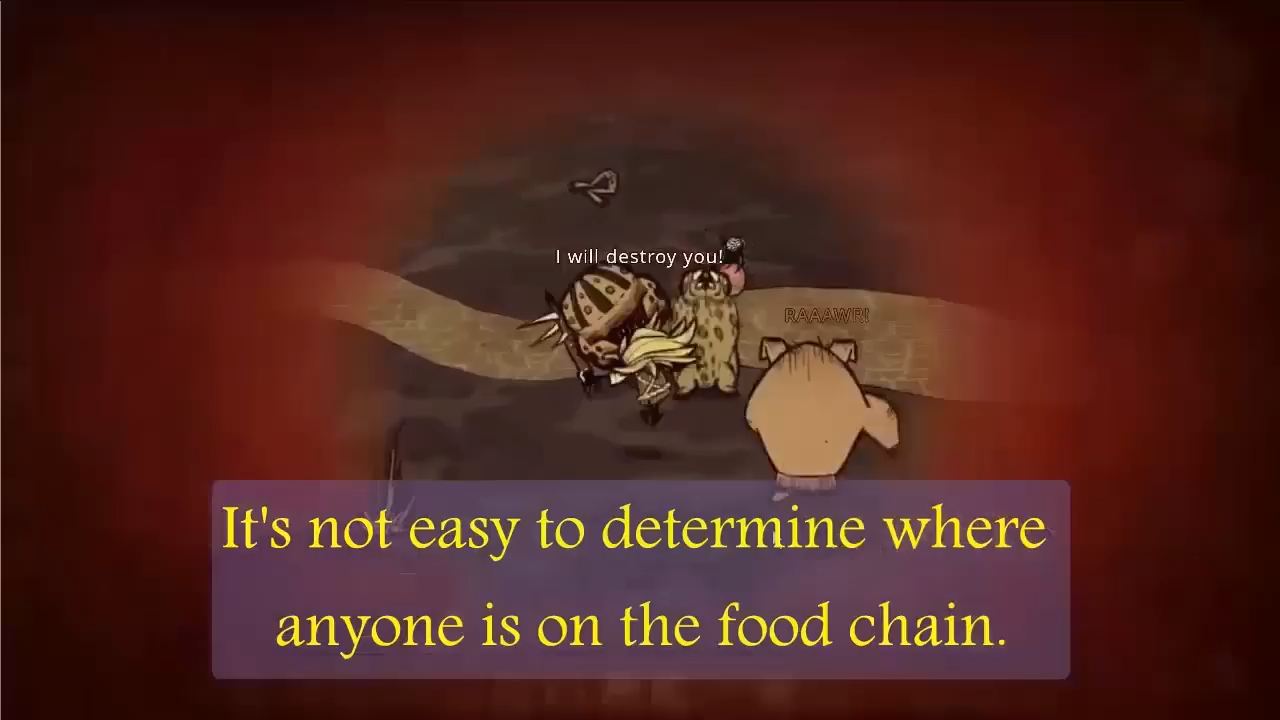 I will destroy you!
RAAAWR!
It's not easy to determine where
anyone is on the food chain.